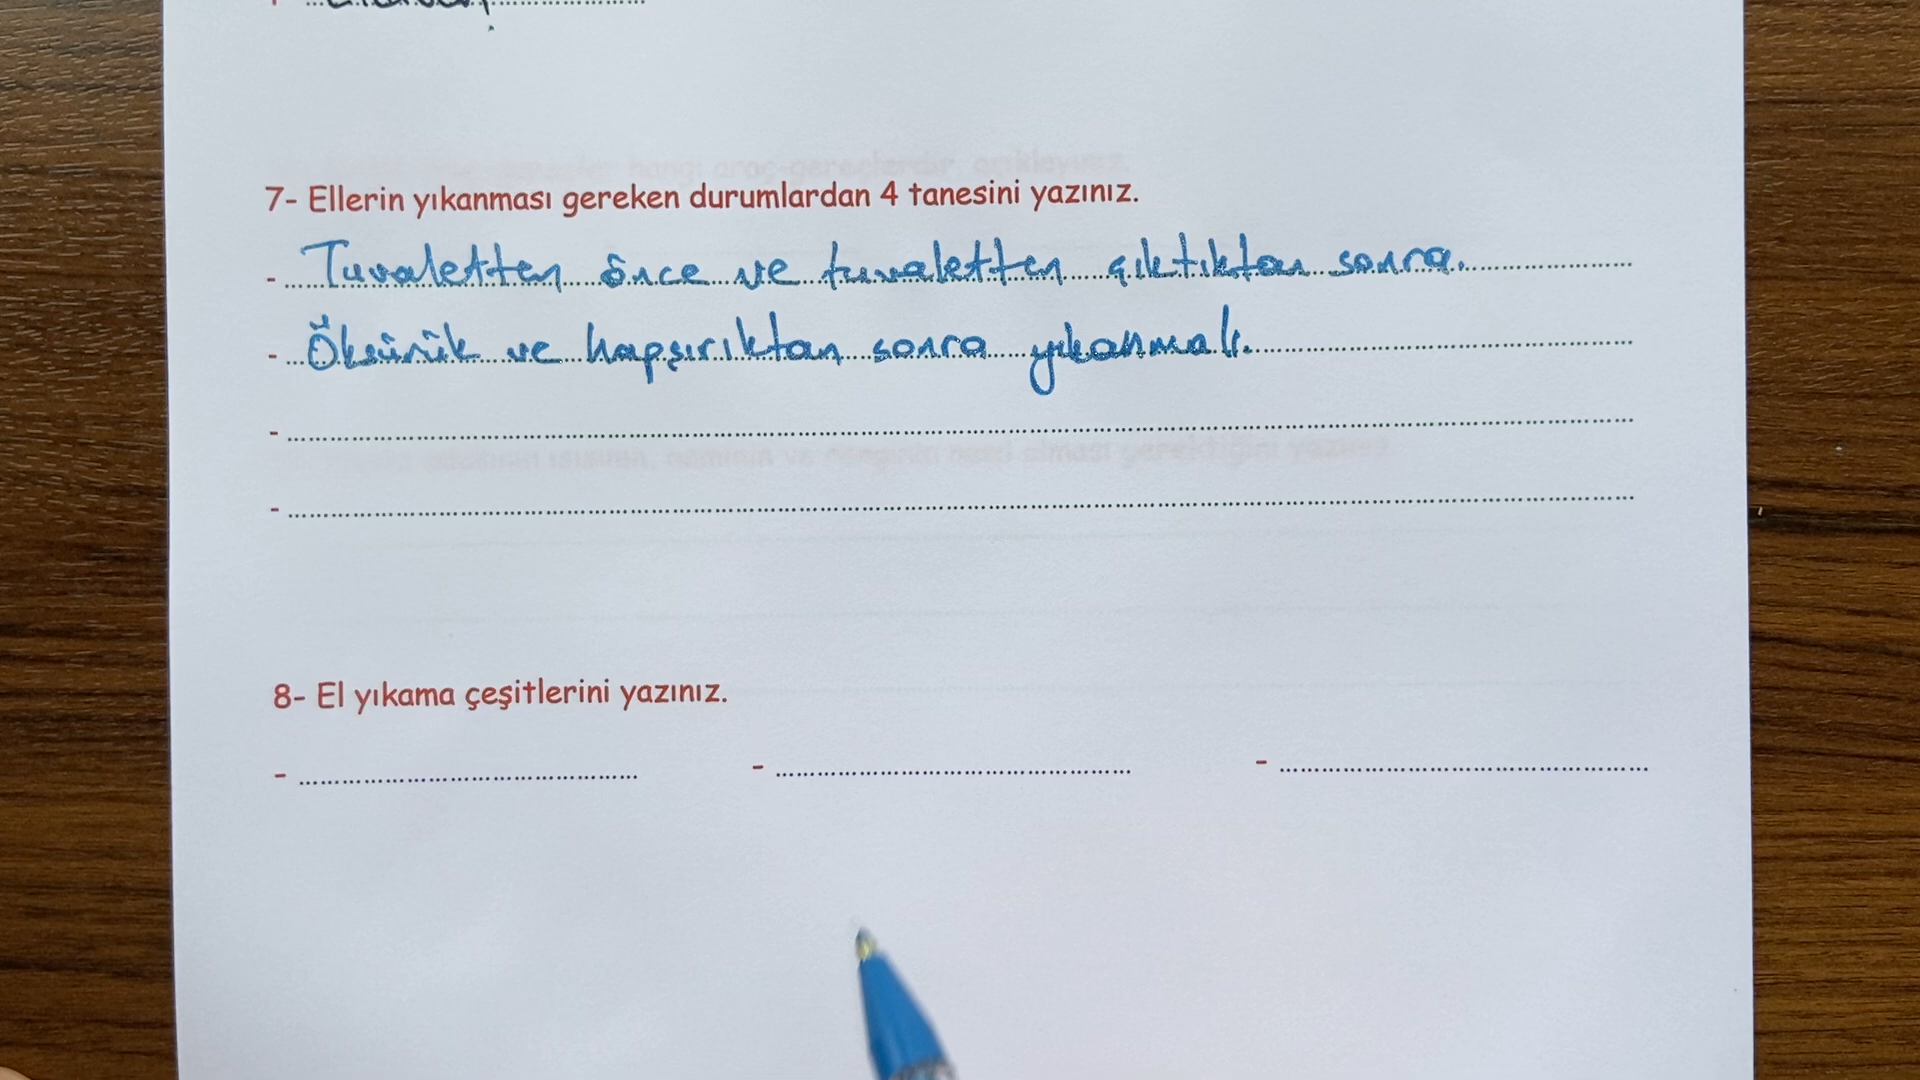 7- Ellerin yıkanması gereken durumlardan 4 tanesini yazınız.
- Tuvaletten önce ve tuvaletten çıktıktan sonra.
- Öksürük ve hapşırıktan sonra yıkanmalı.
-
-
8- El yıkama çeşitlerini yazınız.
- - -